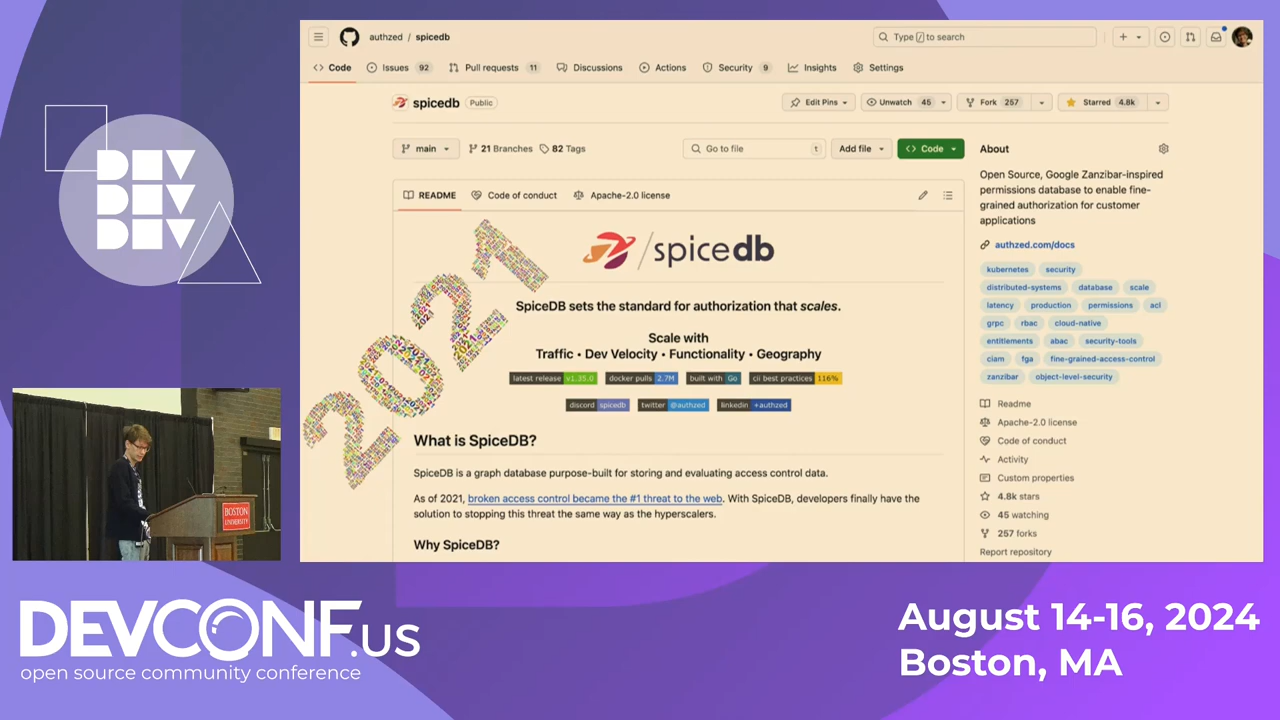 authzed / spicedb
Type / to search
Code
Issues 92
Pull requests 11
Discussions
Actions
Security 9
Insights
Settings
spicedb Public
Edit Pins
Unwatch 45
Fork 257
Starred 4.8k
main
21 Branches
82 Tags
Go to file
t
Add file
Code
README
Code of conduct
Apache-2.0 license
2021
spicedb
SpiceDB sets the standard for authorization that scales.
Scale with
Traffic • Dev Velocity • Functionality • Geography
latest release v1.35.0
docker pulls 2.7M
built with Go
cii best practices 116%
discord spicedb
twitter @authzed
linkedin +authzed
What is SpiceDB?
SpiceDB is a graph database purpose-built for storing and evaluating access control data.
As of 2021, broken access control became the #1 threat to the web. With SpiceDB, developers finally have the
solution to stopping this threat the same way as the hyperscalers.
Why SpiceDB?
About
Open Source, Google Zanzibar-inspired
permissions database to enable fine-
grained authorization for customer
applications
authzed.com/docs
kubernetes security
distributed-systems database scale
latency production permissions acl
grpc rbac cloud-native
entitlements abac security-tools
ciam fga fine-grained-access-control
zanzibar object-level-security
Readme
Apache-2.0 license
Code of conduct
Activity
Custom properties
4.8k stars
45 watching
257 forks
Report repository
DEV
DEV
DEV
BOSTON
UNIVERSITY
DEVCONF.US
open source community conference
August 14-16, 2024
Boston, MA